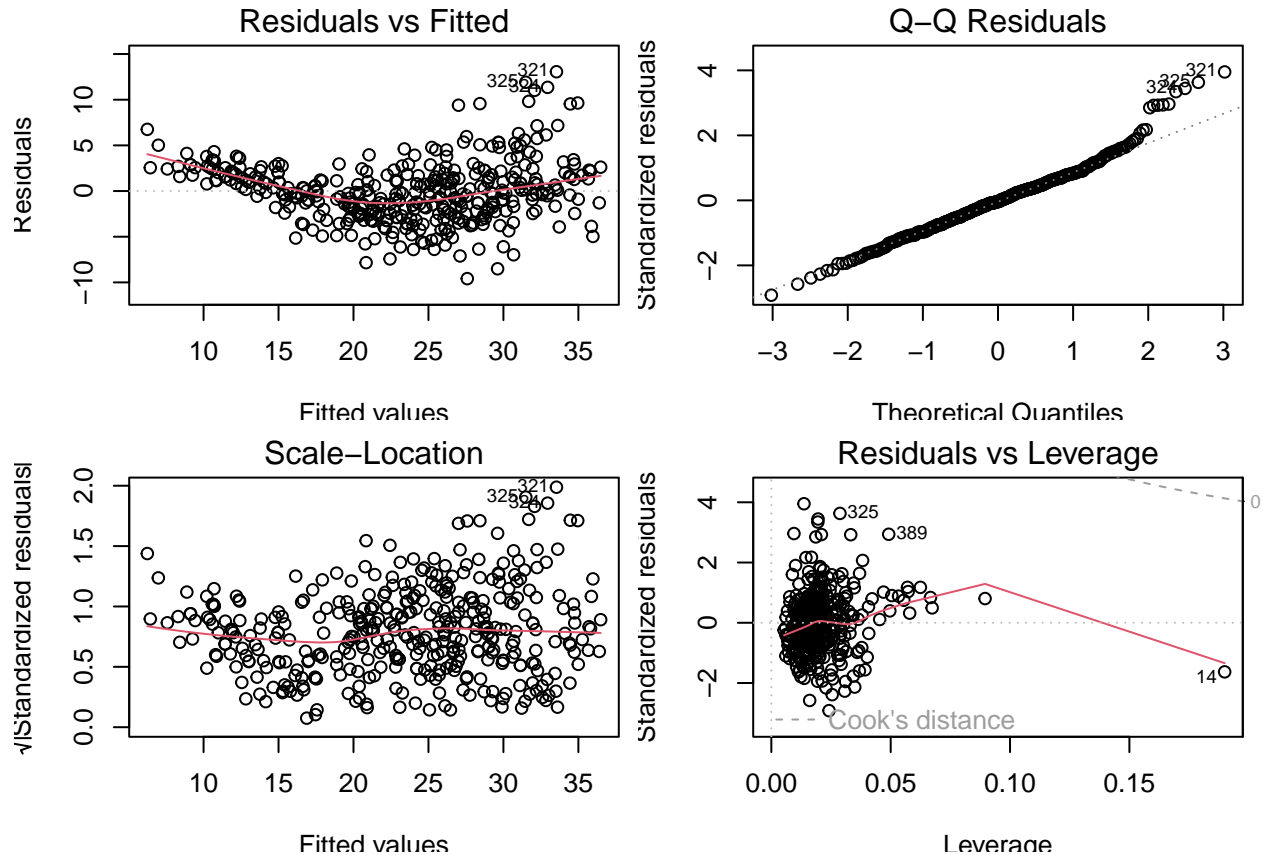 Residuals vs Fitted
Residuals
10
5
0
−10
321
325
324
10 15 20 25 30 35
Fitted values
Q−Q Residuals
Standardized residuals
4
2
0
−2
321
325
324
−3 −2 −1 0 1 2 3
Theoretical Quantiles
Scale−Location
√|Standardized residuals|
2.0
1.5
1.0
0.5
0.0
321
325
324
10 15 20 25 30 35
Fitted values
Residuals vs Leverage
Standardized residuals
4
2
0
−2
325
389
14
0
Cook's distance
0.00 0.05 0.10 0.15
Leverage